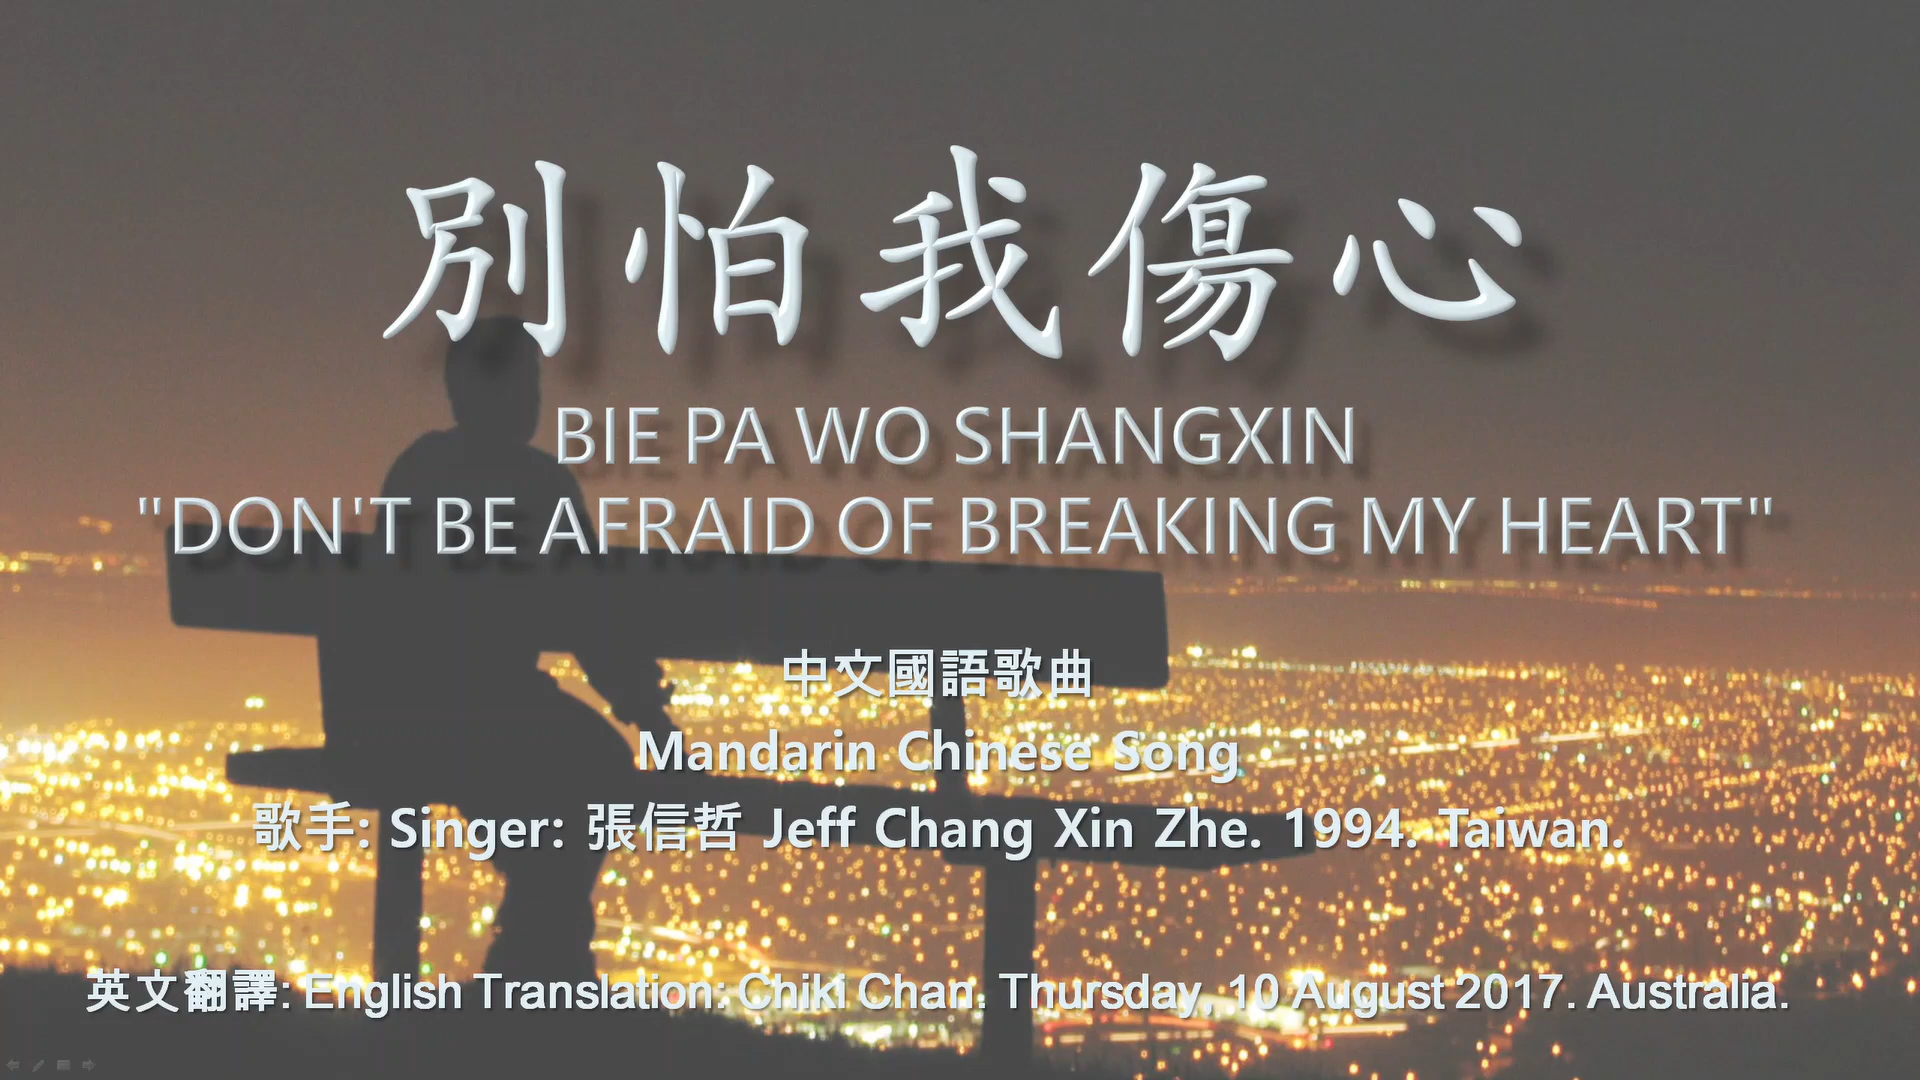 別怕我傷心
BIE PA WO SHANGXIN
"DON'T BE AFRAID OF BREAKING MY HEART"
中文國語歌曲
Mandarin Chinese Song
歌手: Singer: 張信哲 Jeff Chang Xin Zhe. 1994. Taiwan.
英文翻譯: English Translation: Chiki Chan. Thursday, 10 August 2017. Australia.